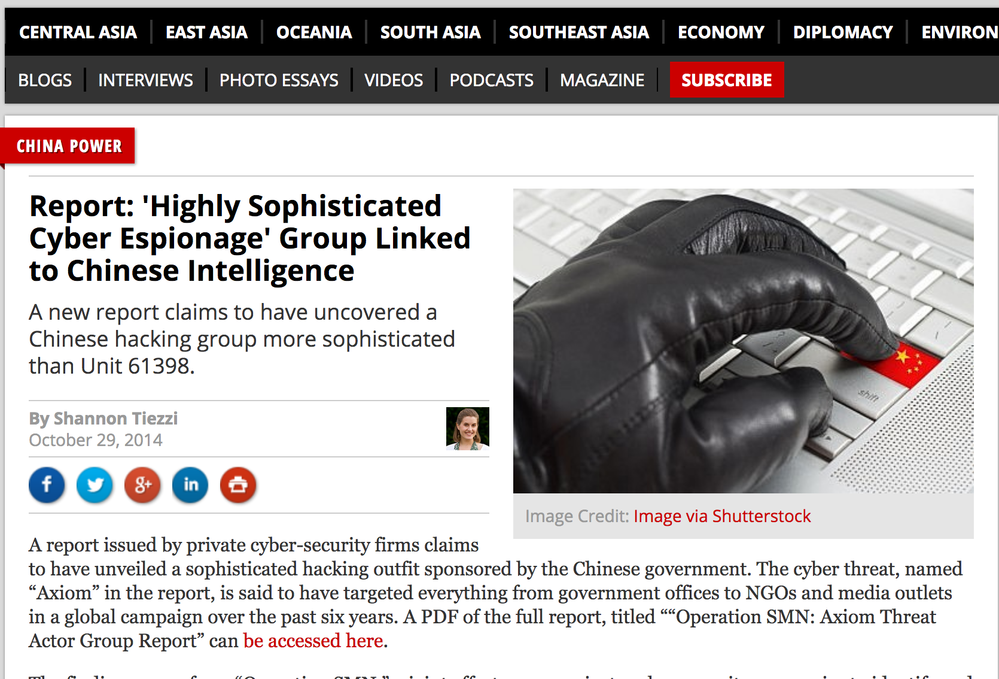 CENTRAL ASIA EAST ASIA OCEANIA SOUTH ASIA SOUTHEAST ASIA ECONOMY DIPLOMACY ENVIRON
BLOGS INTERVIEWS PHOTO ESSAYS VIDEOS PODCASTS MAGAZINE SUBSCRIBE
CHINA POWER
Report: 'Highly Sophisticated
Cyber Espionage' Group Linked
to Chinese Intelligence
A new report claims to have uncovered a
Chinese hacking group more sophisticated
than Unit 61398.
By Shannon Tiezzi
October 29, 2014
f g+ in
shift
Image Credit: Image via Shutterstock
A report issued by private cyber-security firms claims
to have unveiled a sophisticated hacking outfit sponsored by the Chinese government. The cyber threat, named
“Axiom” in the report, is said to have targeted everything from government offices to NGOs and media outlets
in a global campaign over the past six years. A PDF of the full report, titled ““Operation SMN: Axiom Threat
Actor Group Report” can be accessed here.